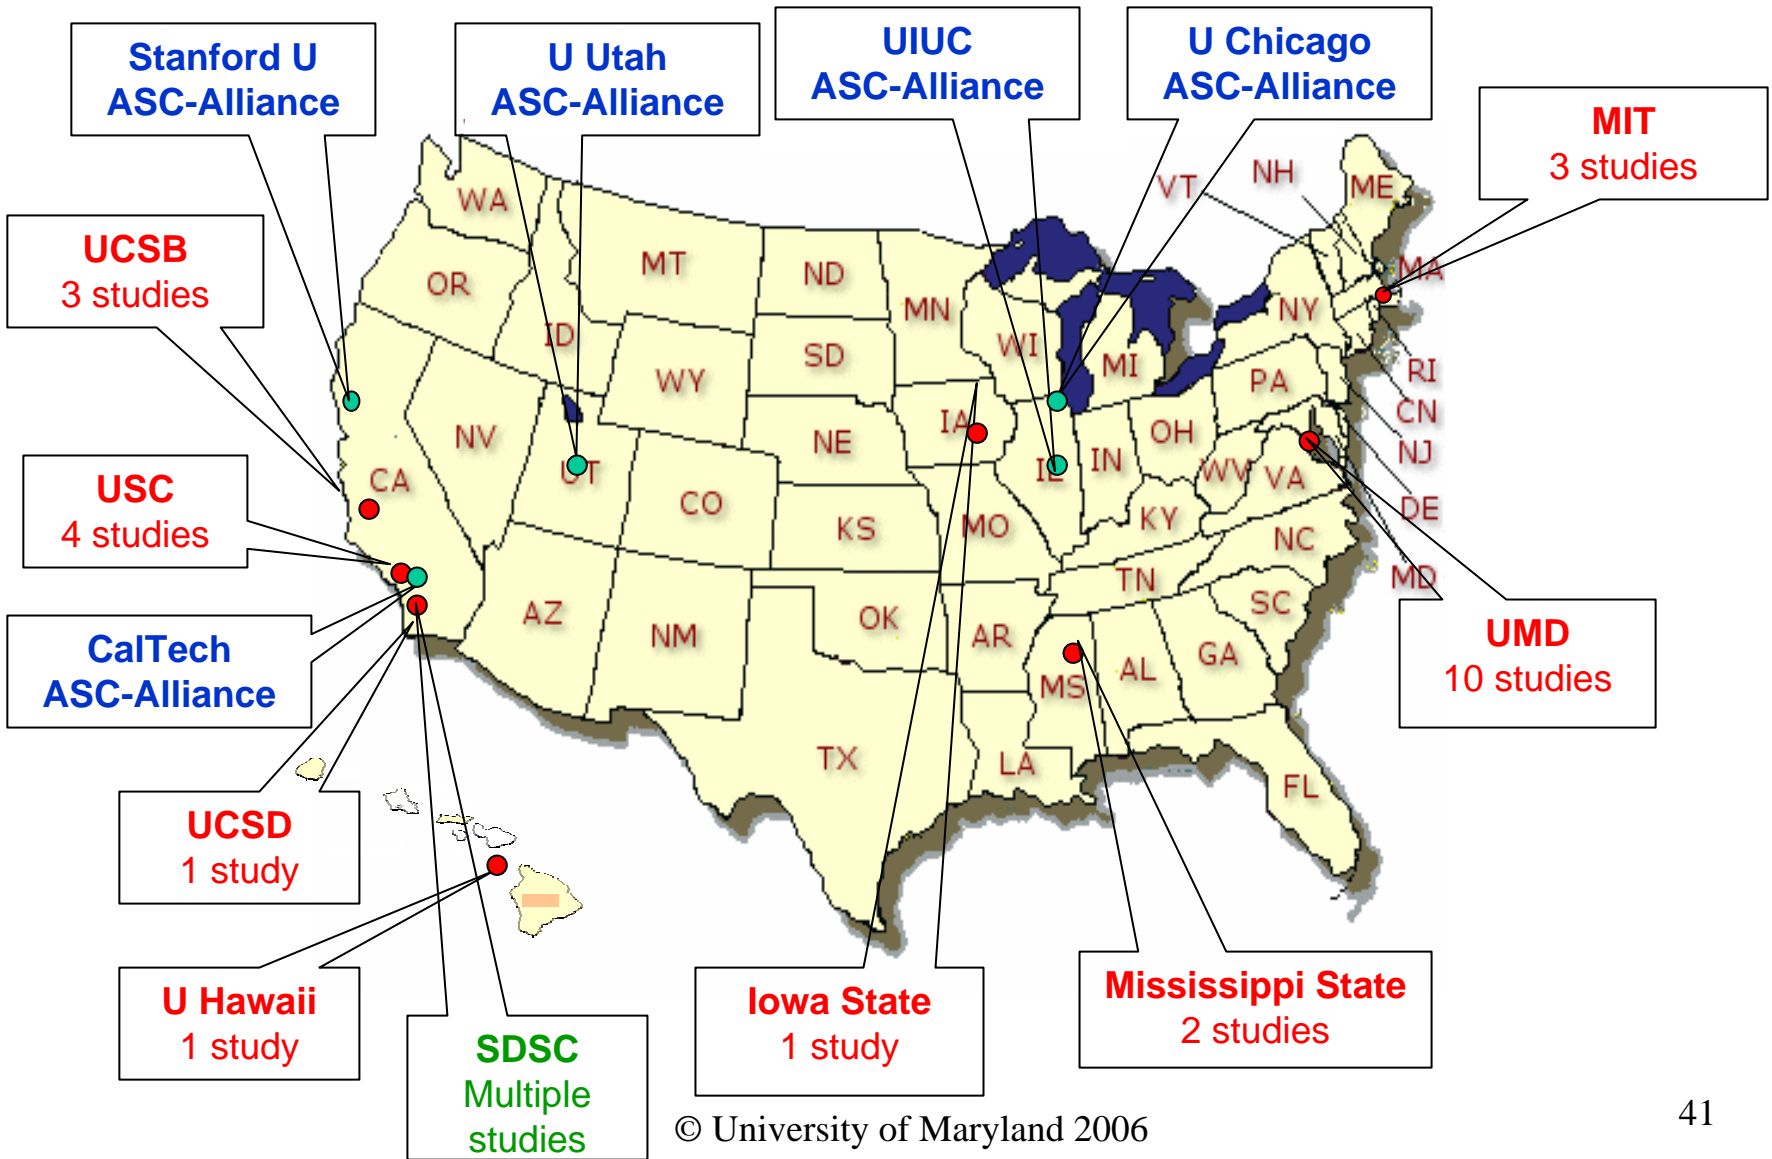 Stanford U
ASC-Alliance
U Utah
ASC-Alliance
UIUC
ASC-Alliance
U Chicago
ASC-Alliance
MIT
3 studies
UCSB
3 studies
USC
4 studies
CalTech
ASC-Alliance
UCSD
1 study
U Hawaii
1 study
SDSC
Multiple
studies
Iowa State
1 study
Mississippi State
2 studies
UMD
10 studies
WA
OR
ID
MT
ND
MN
SD
WY
WI
MI
VT
NH
ME
MA
NY
RI
CN
NJ
DE
MD
PA
NV
UT
CA
CO
NE
IA
IL
IN
OH
WV
VA
KS
MO
KY
NC
TN
SC
AZ
NM
OK
AR
MS
AL
GA
TX
LA
FL
© University of Maryland 2006
41